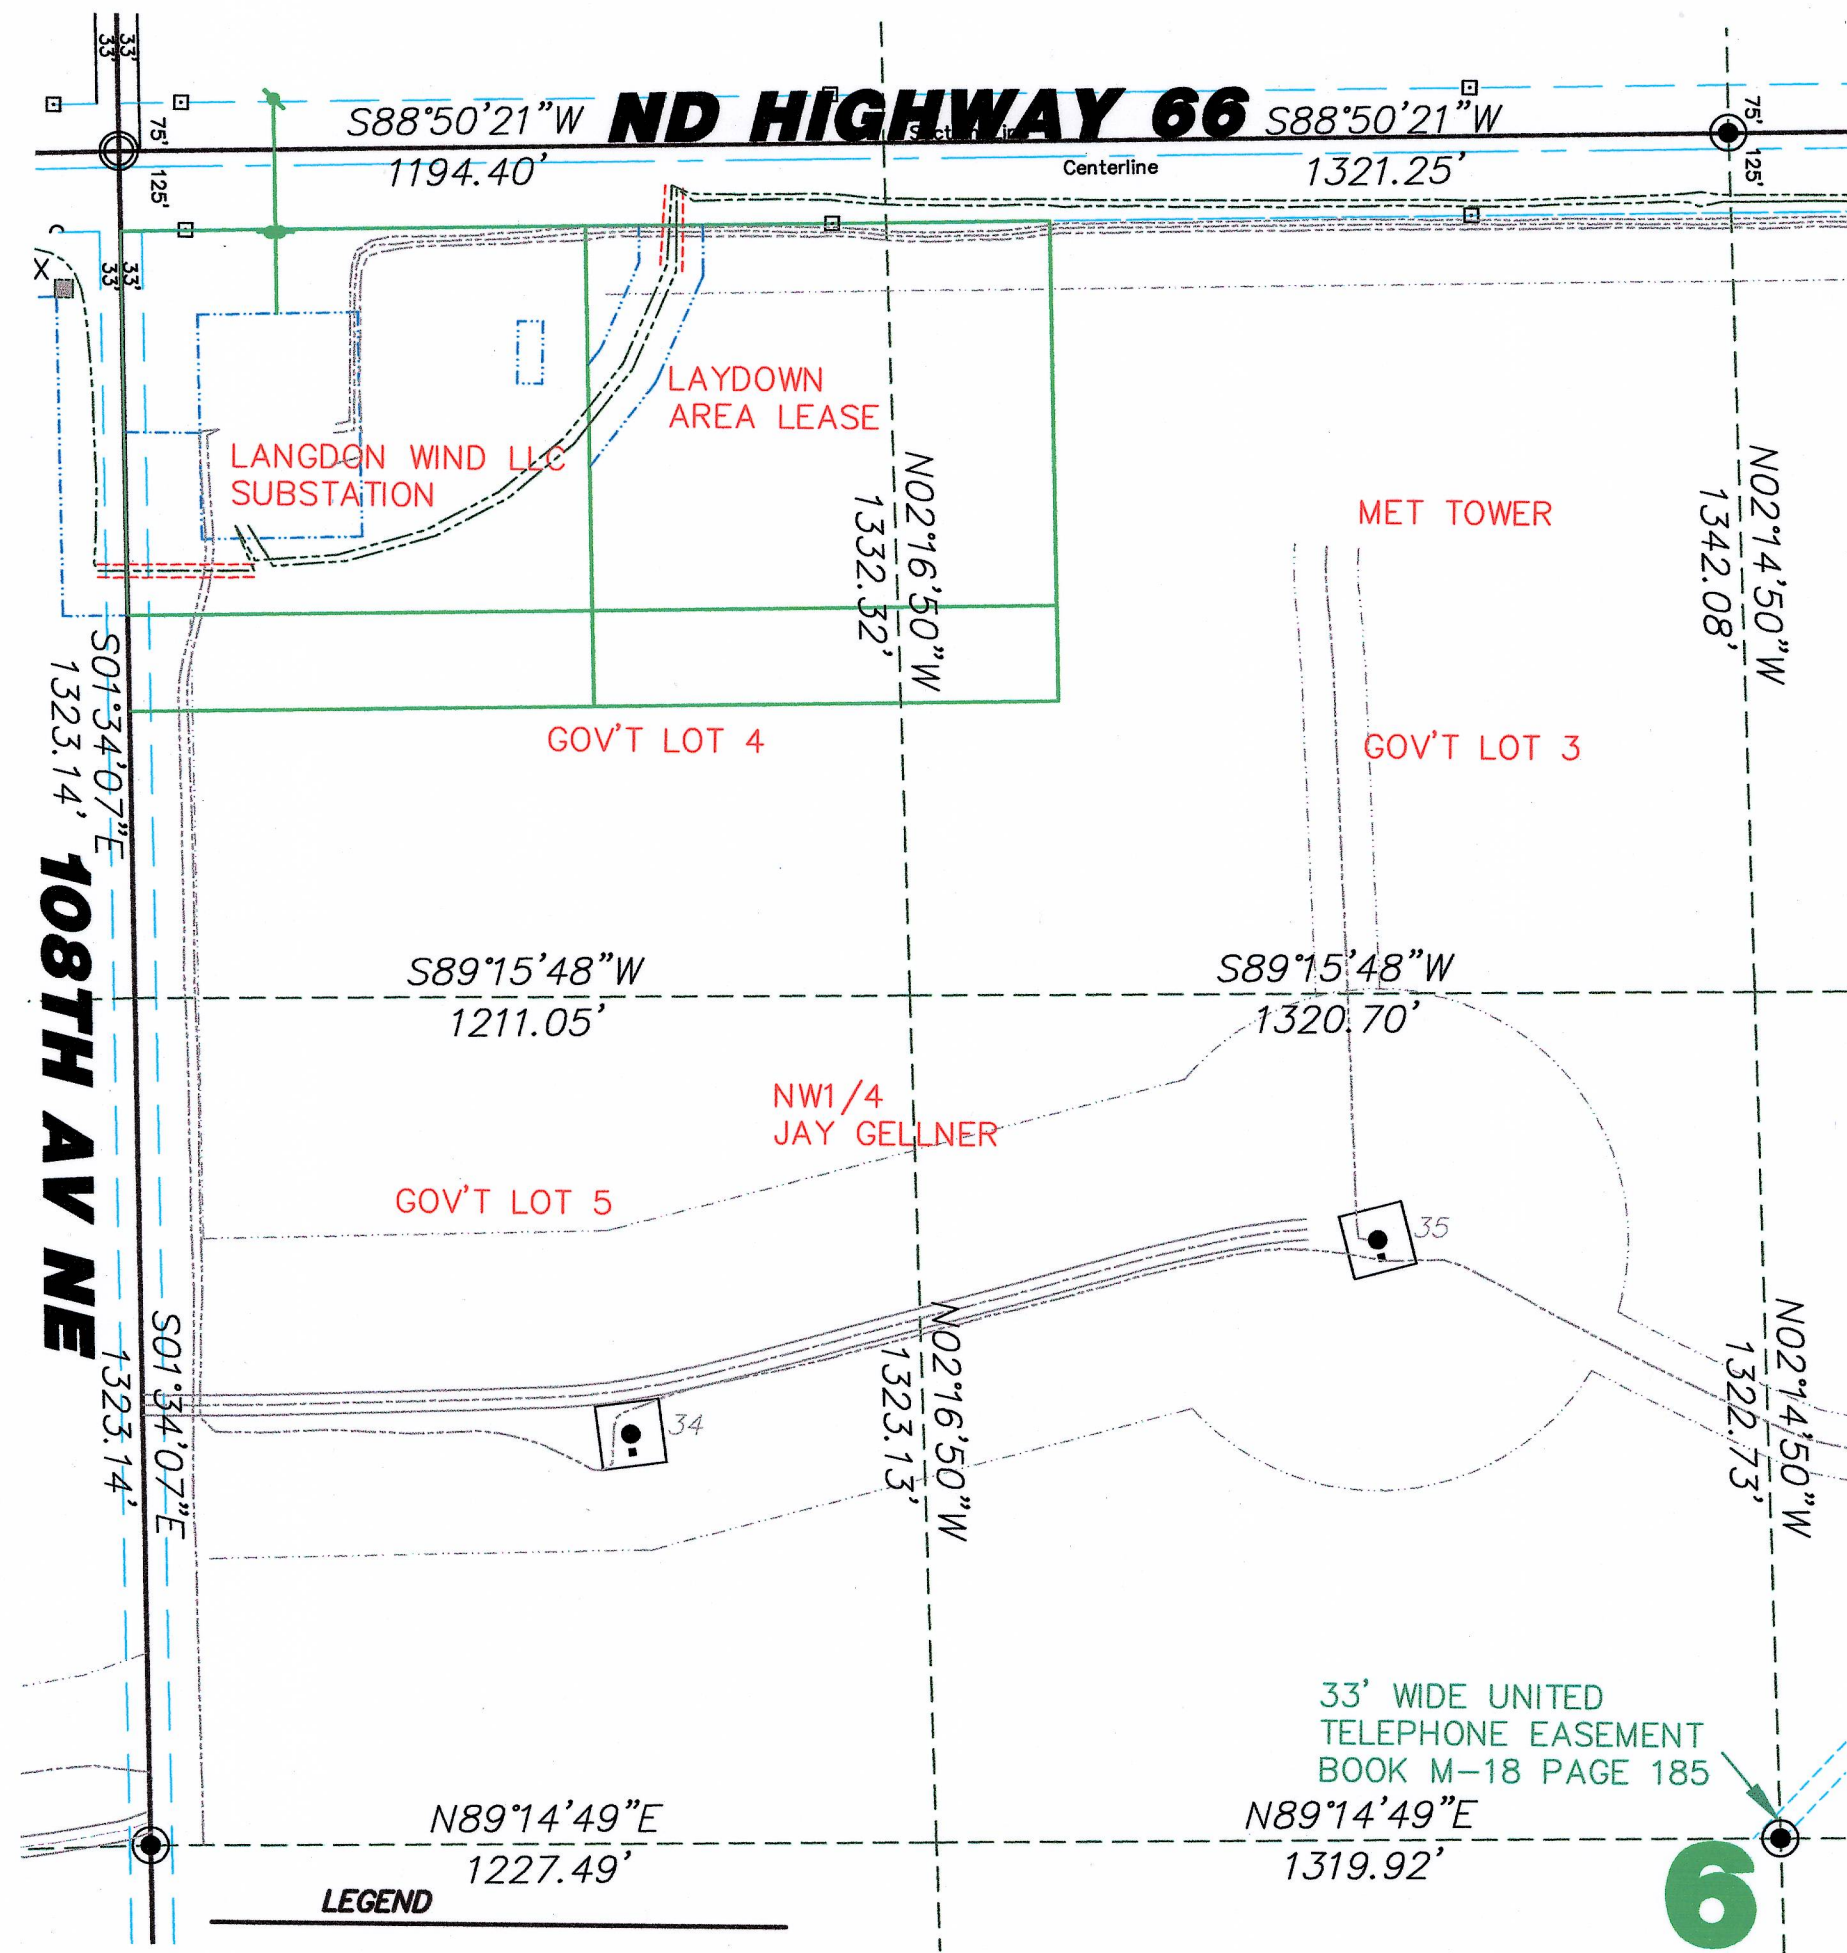 33' 33'
S88°50'21"W ND HIGHWAY 66 S88°50'21"W
75' 75'
1194.40' Centerline 1321.25'
125' 125'
C
X
33' 33'
LAYDOWN
AREA LEASE
LANGDON WIND LLC
SUBSTATION
N02°16'50"W
1332.32'
MET TOWER
N02°14'50"W
1342.08'
S01°34'07"E
1323.14'
GOV'T LOT 4
GOV'T LOT 3
108TH AV NE
S89°15'48"W
1211.05'
S89°15'48"W
1320.70'
NW1/4
JAY GELLNER
GOV'T LOT 5
35
34
S01°34'07"E
1323.14'
N02°16'50"W
1323.13'
N02°14'50"W
1322.73'
33' WIDE UNITED
TELEPHONE EASEMENT
BOOK M-18 PAGE 185
N89°14'49"E
1227.49'
N89°14'49"E
1319.92'
6
LEGEND